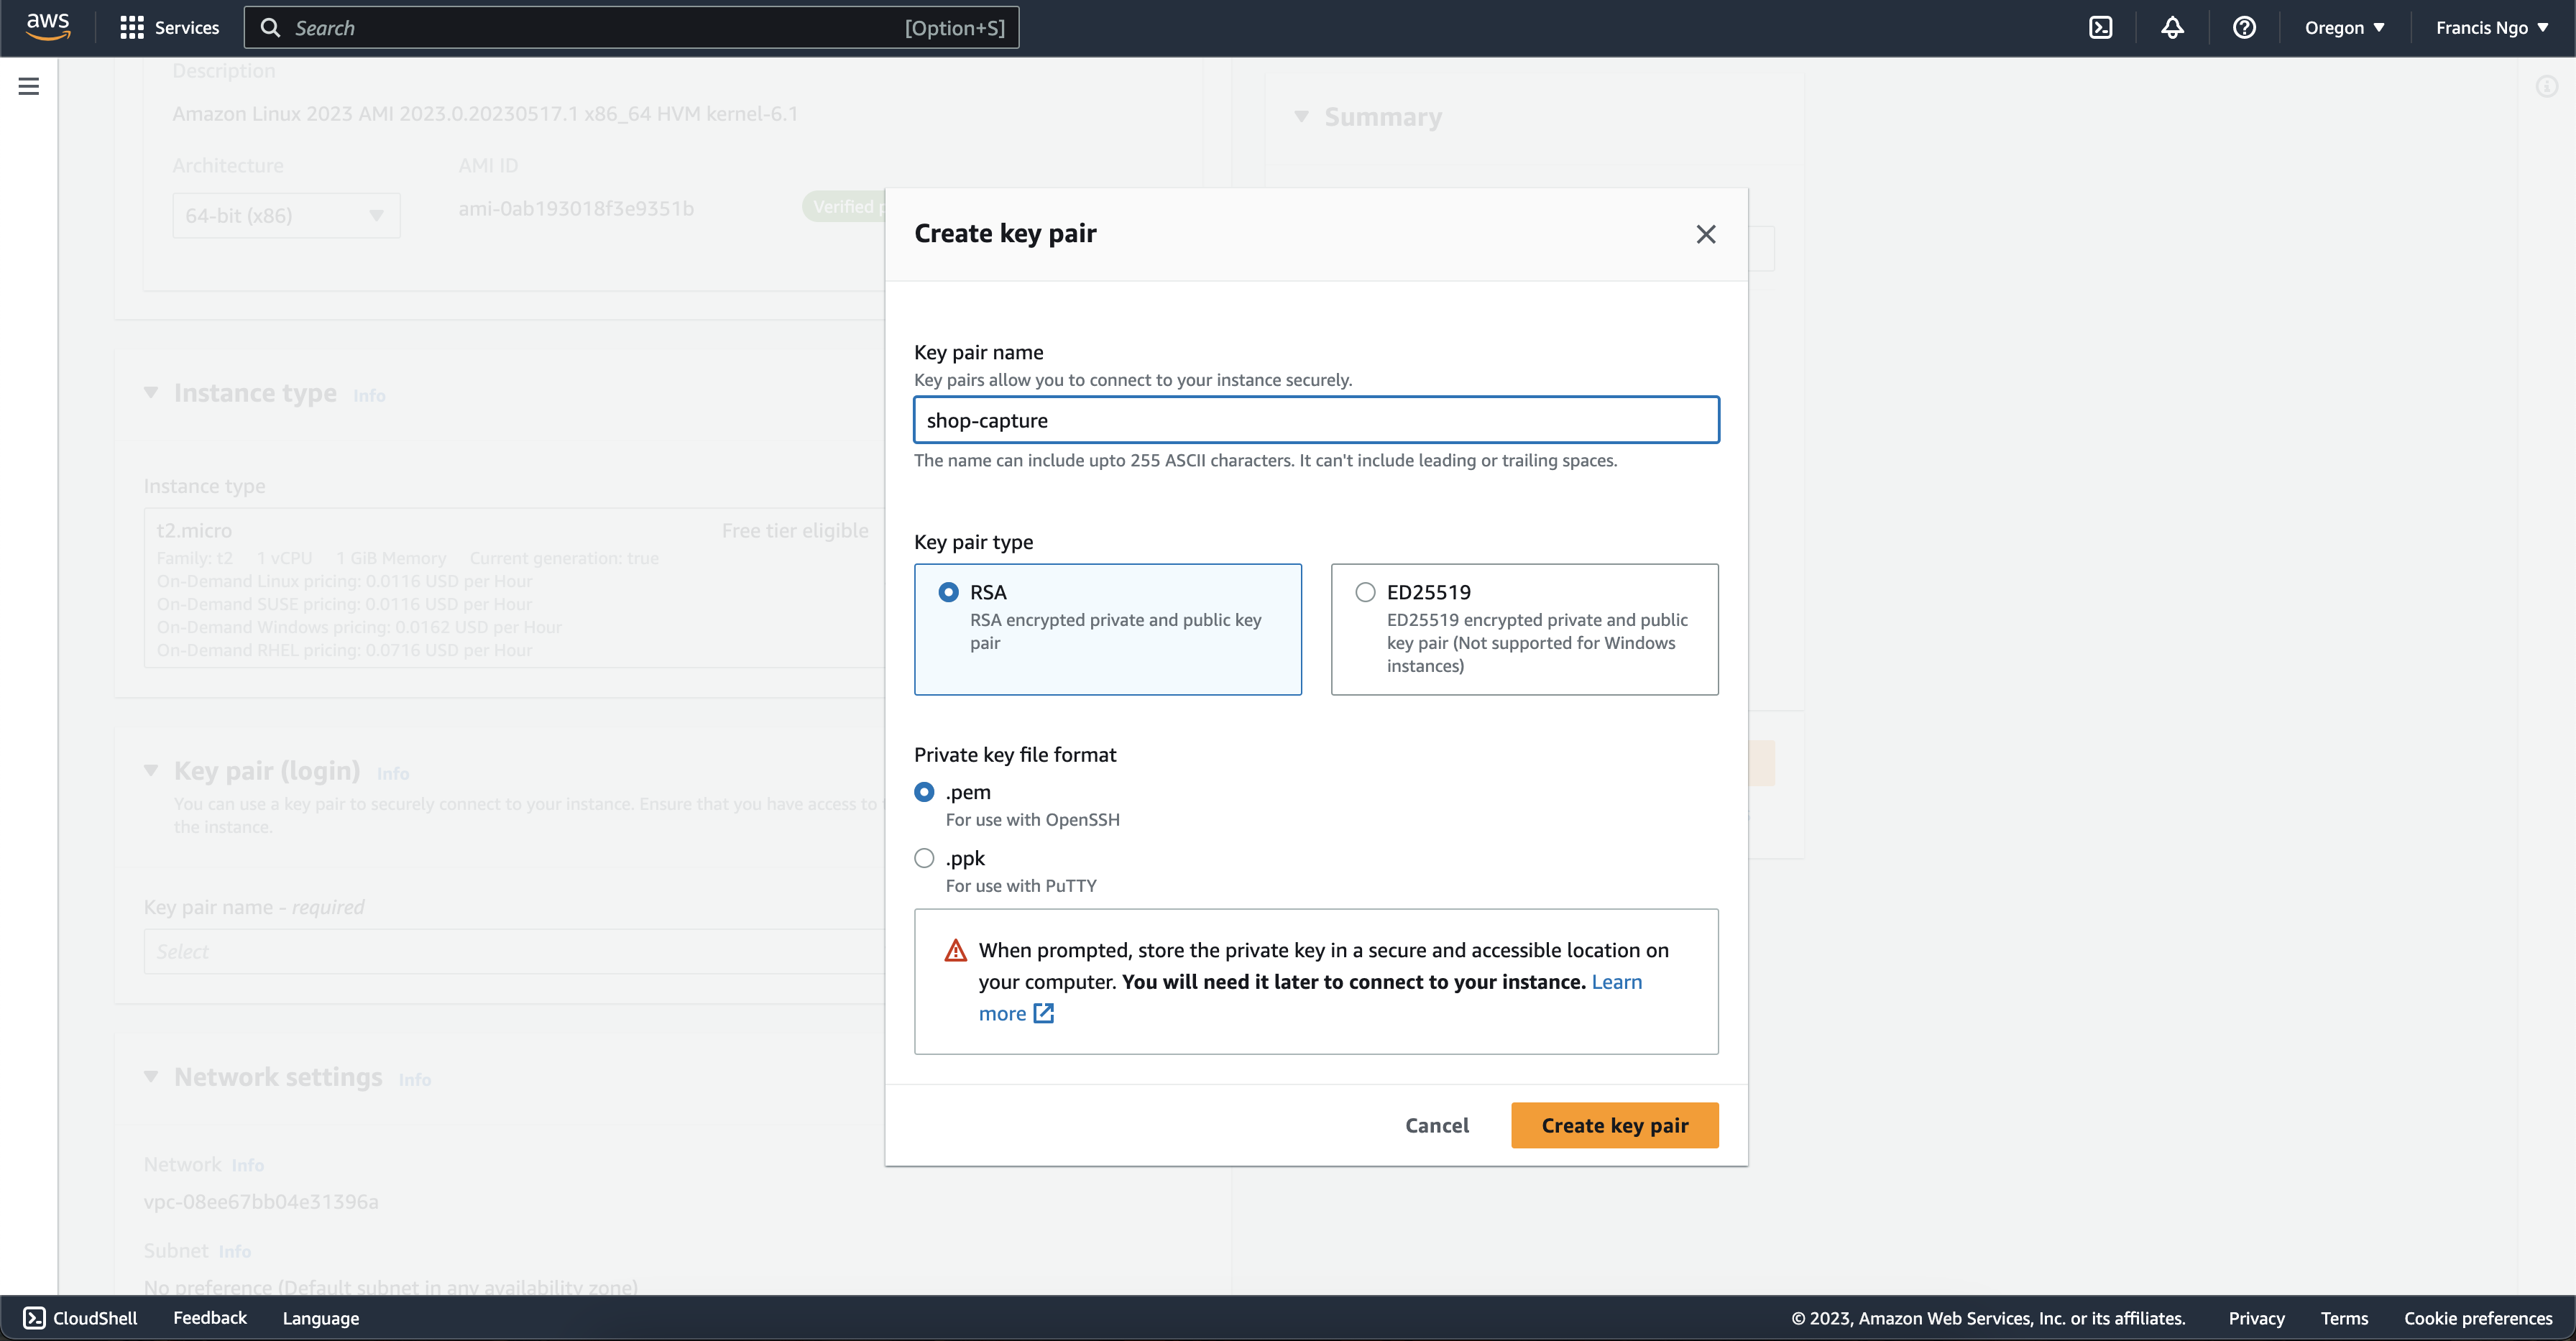 aws
Services
Search
[Option+S]
Oregon
Francis Ngo
Description
Amazon Linux 2023 AMI 2023.0.20230517.1 x86_64 HVM kernel-6.1
Architecture
AMI ID
64-bit (x86)
ami-0ab193018f3e9351b
Verified
Summary
Instance type Info
Instance type
t2.micro
Free tier eligible
Family: t2 1 vCPU 1 GiB Memory Current generation: true
On-Demand Linux pricing: 0.0116 USD per Hour
On-Demand SUSE pricing: 0.0116 USD per Hour
On-Demand Windows pricing: 0.0162 USD per Hour
On-Demand RHEL pricing: 0.0716 USD per Hour
Key pair (login) Info
You can use a key pair to securely connect to your instance. Ensure that you have access to
the instance.
Key pair name - required
Select
Network settings Info
Network Info
vpc-08ee67bb04e31396a
Subnet Info
No preference (Default subnet in any availability zone)
Create key pair
Key pair name
Key pairs allow you to connect to your instance securely.
shop-capture
The name can include upto 255 ASCII characters. It can't include leading or trailing spaces.
Key pair type
RSA
RSA encrypted private and public key
pair
ED25519
ED25519 encrypted private and public
key pair (Not supported for Windows
instances)
Private key file format
.pem
For use with OpenSSH
.ppk
For use with PuTTY
When prompted, store the private key in a secure and accessible location on
your computer. You will need it later to connect to your instance. Learn
more
Cancel
Create key pair
CloudShell
Feedback
Language
© 2023, Amazon Web Services, Inc. or its affiliates.
Privacy
Terms
Cookie preferences